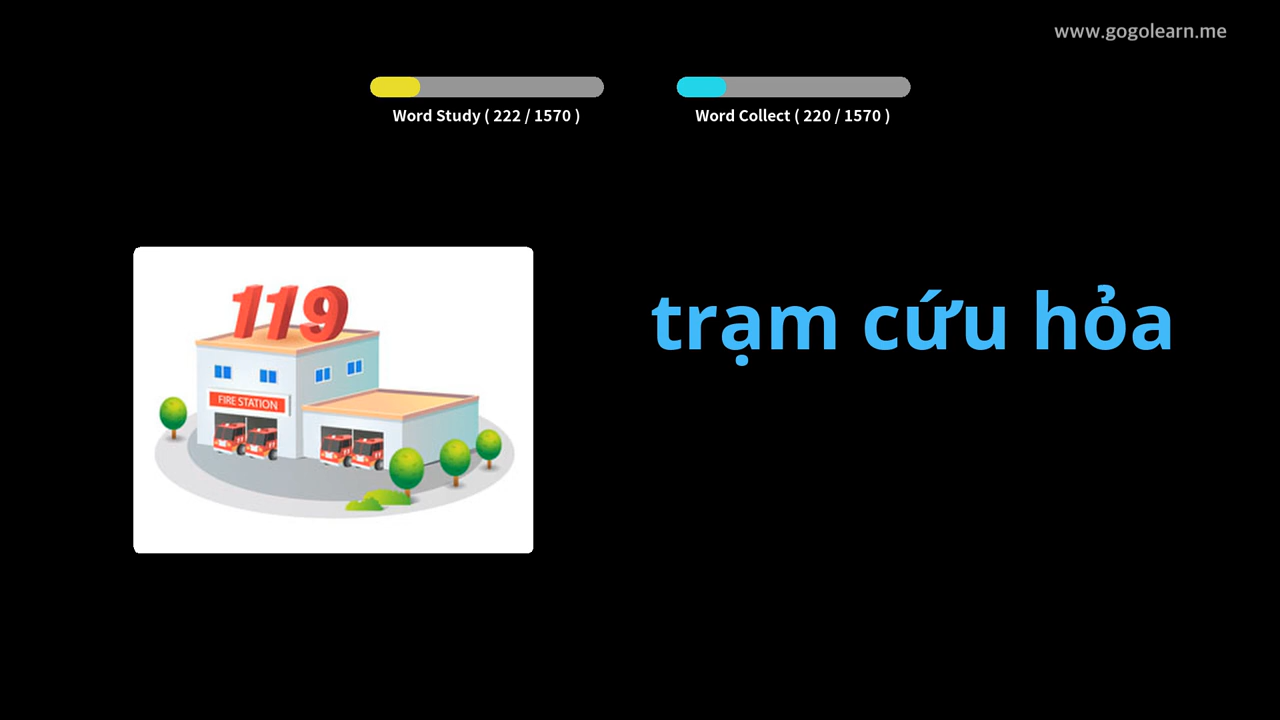 www.gogolearn.me
Word Study ( 222 / 1570 )
Word Collect ( 220 / 1570 )
119
FIRE STATION
trạm cứu hỏa